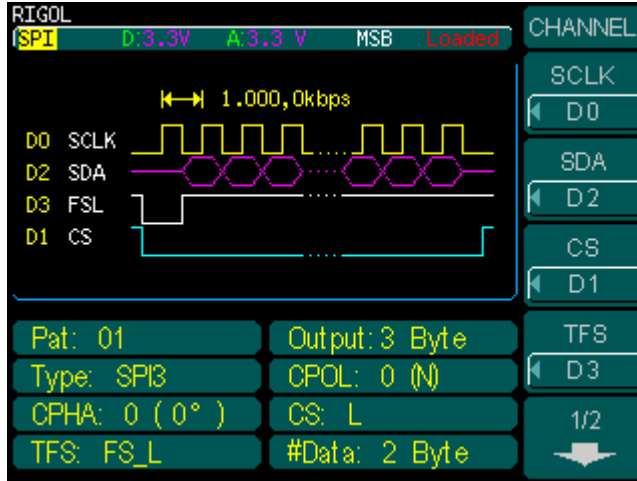 RIGOL
SPI D:3.3V A:3.3 V MSB Loaded
1.000,0kbps
D0 SCLK
D2 SDA
D3 FSL
D1 CS
Pat: 01 Output: 3 Byte
Type: SPI3 CPOL: 0 (N)
CPHA: 0 ( 0° ) CS: L
TFS: FS_L #Data: 2 Byte
CHANNEL
SCLK
D0
SDA
D2
CS
D1
TFS
D3
1/2